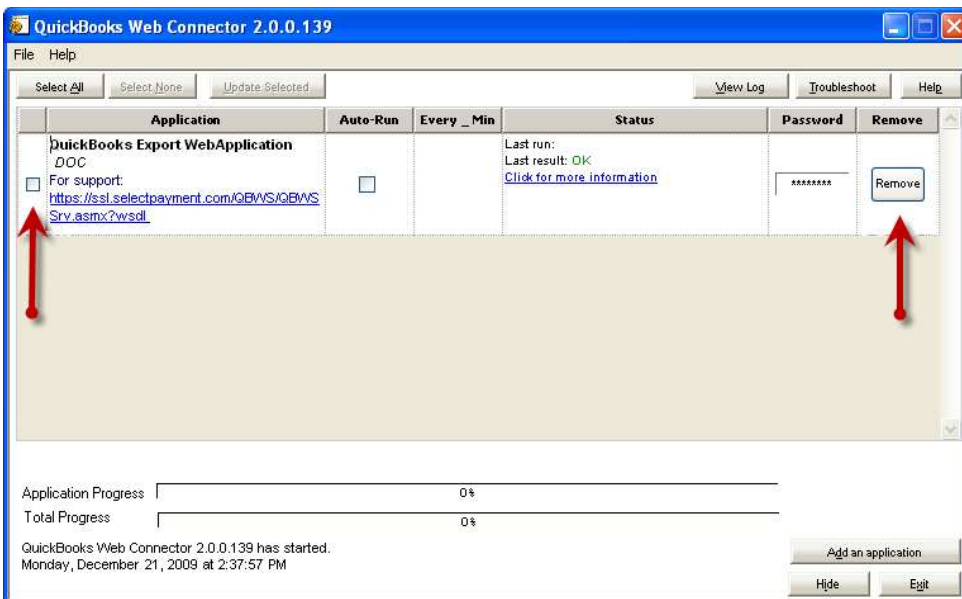 QuickBooks Web Connector 2.0.0.139
File Help
Select All Select None Update Selected View Log Troubleshoot Help
Application Auto-Run Every _ Min Status Password Remove
QuickBooks Export WebApplication
DOC
For support:
https://ssl.selectpayment.com/QBWS/QBWS
Srv.asmx?wsdl
Last run:
Last result: OK
Click for more information
********
Remove
Application Progress 0%
Total Progress 0%
QuickBooks Web Connector 2.0.0.139 has started.
Monday, December 21, 2009 at 2:37:57 PM
Add an application
Hide Exit